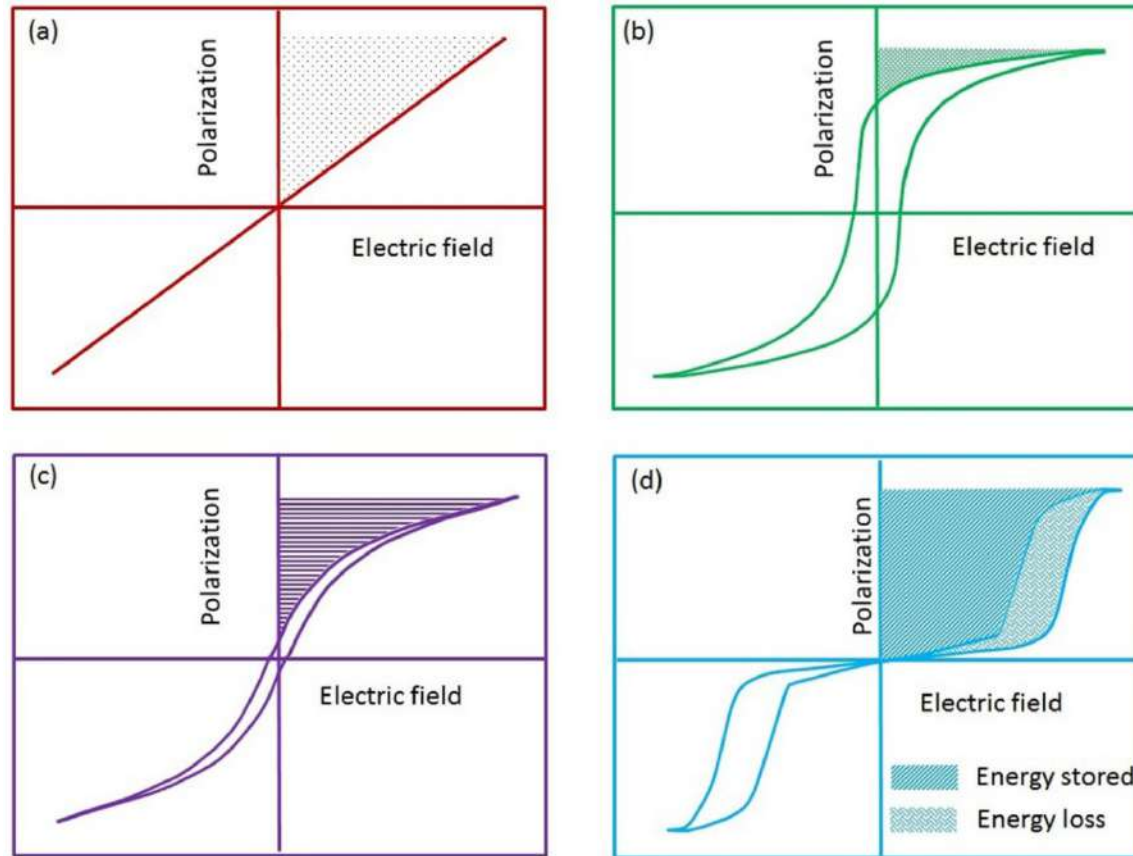 (a)
Polarization
Electric field
(b)
Polarization
Electric field
(c)
Polarization
Electric field
(d)
Polarization
Electric field
Energy stored
Energy loss